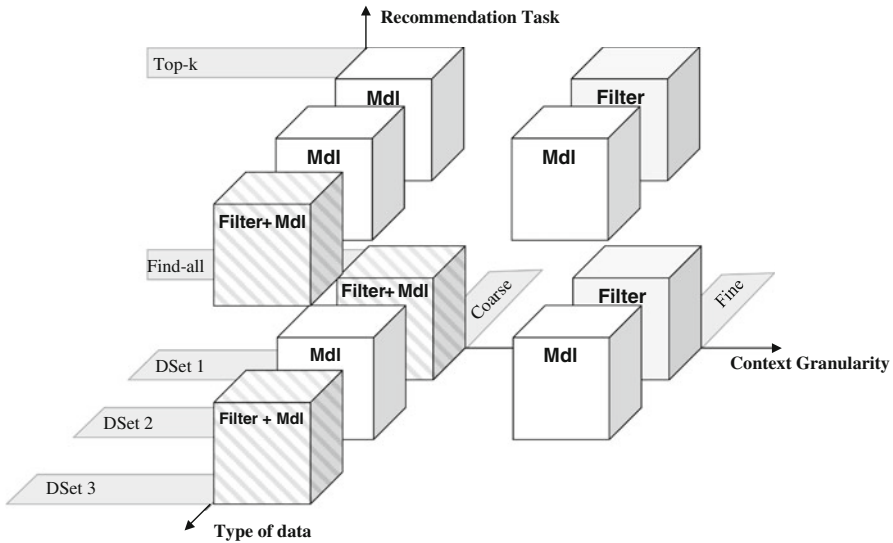 Recommendation Task
Top-k
Mdl
Filter
Mdl
Mdl
Filter+ Mdl
Find-all
Filter+ Mdl
Coarse
Filter
Fine
Mdl
Mdl
DSet 1
Context Granularity
Filter + Mdl
DSet 2
DSet 3
Type of data